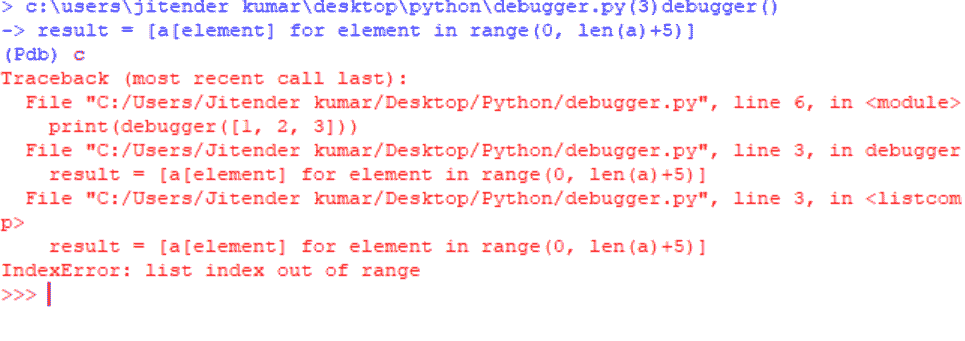 > c:\users\jitender kumar\desktop\python\debugger.py(3)debugger()
-> result = [a[element] for element in range(0, len(a)+5)]
(Pdb) c
Traceback (most recent call last):
  File "C:/Users/Jitender kumar/Desktop/Python/debugger.py", line 6, in <module>
    print(debugger([1, 2, 3]))
  File "C:/Users/Jitender kumar/Desktop/Python/debugger.py", line 3, in debugger
    result = [a[element] for element in range(0, len(a)+5)]
  File "C:/Users/Jitender kumar/Desktop/Python/debugger.py", line 3, in <listcom
p>
    result = [a[element] for element in range(0, len(a)+5)]
IndexError: list index out of range
>>>